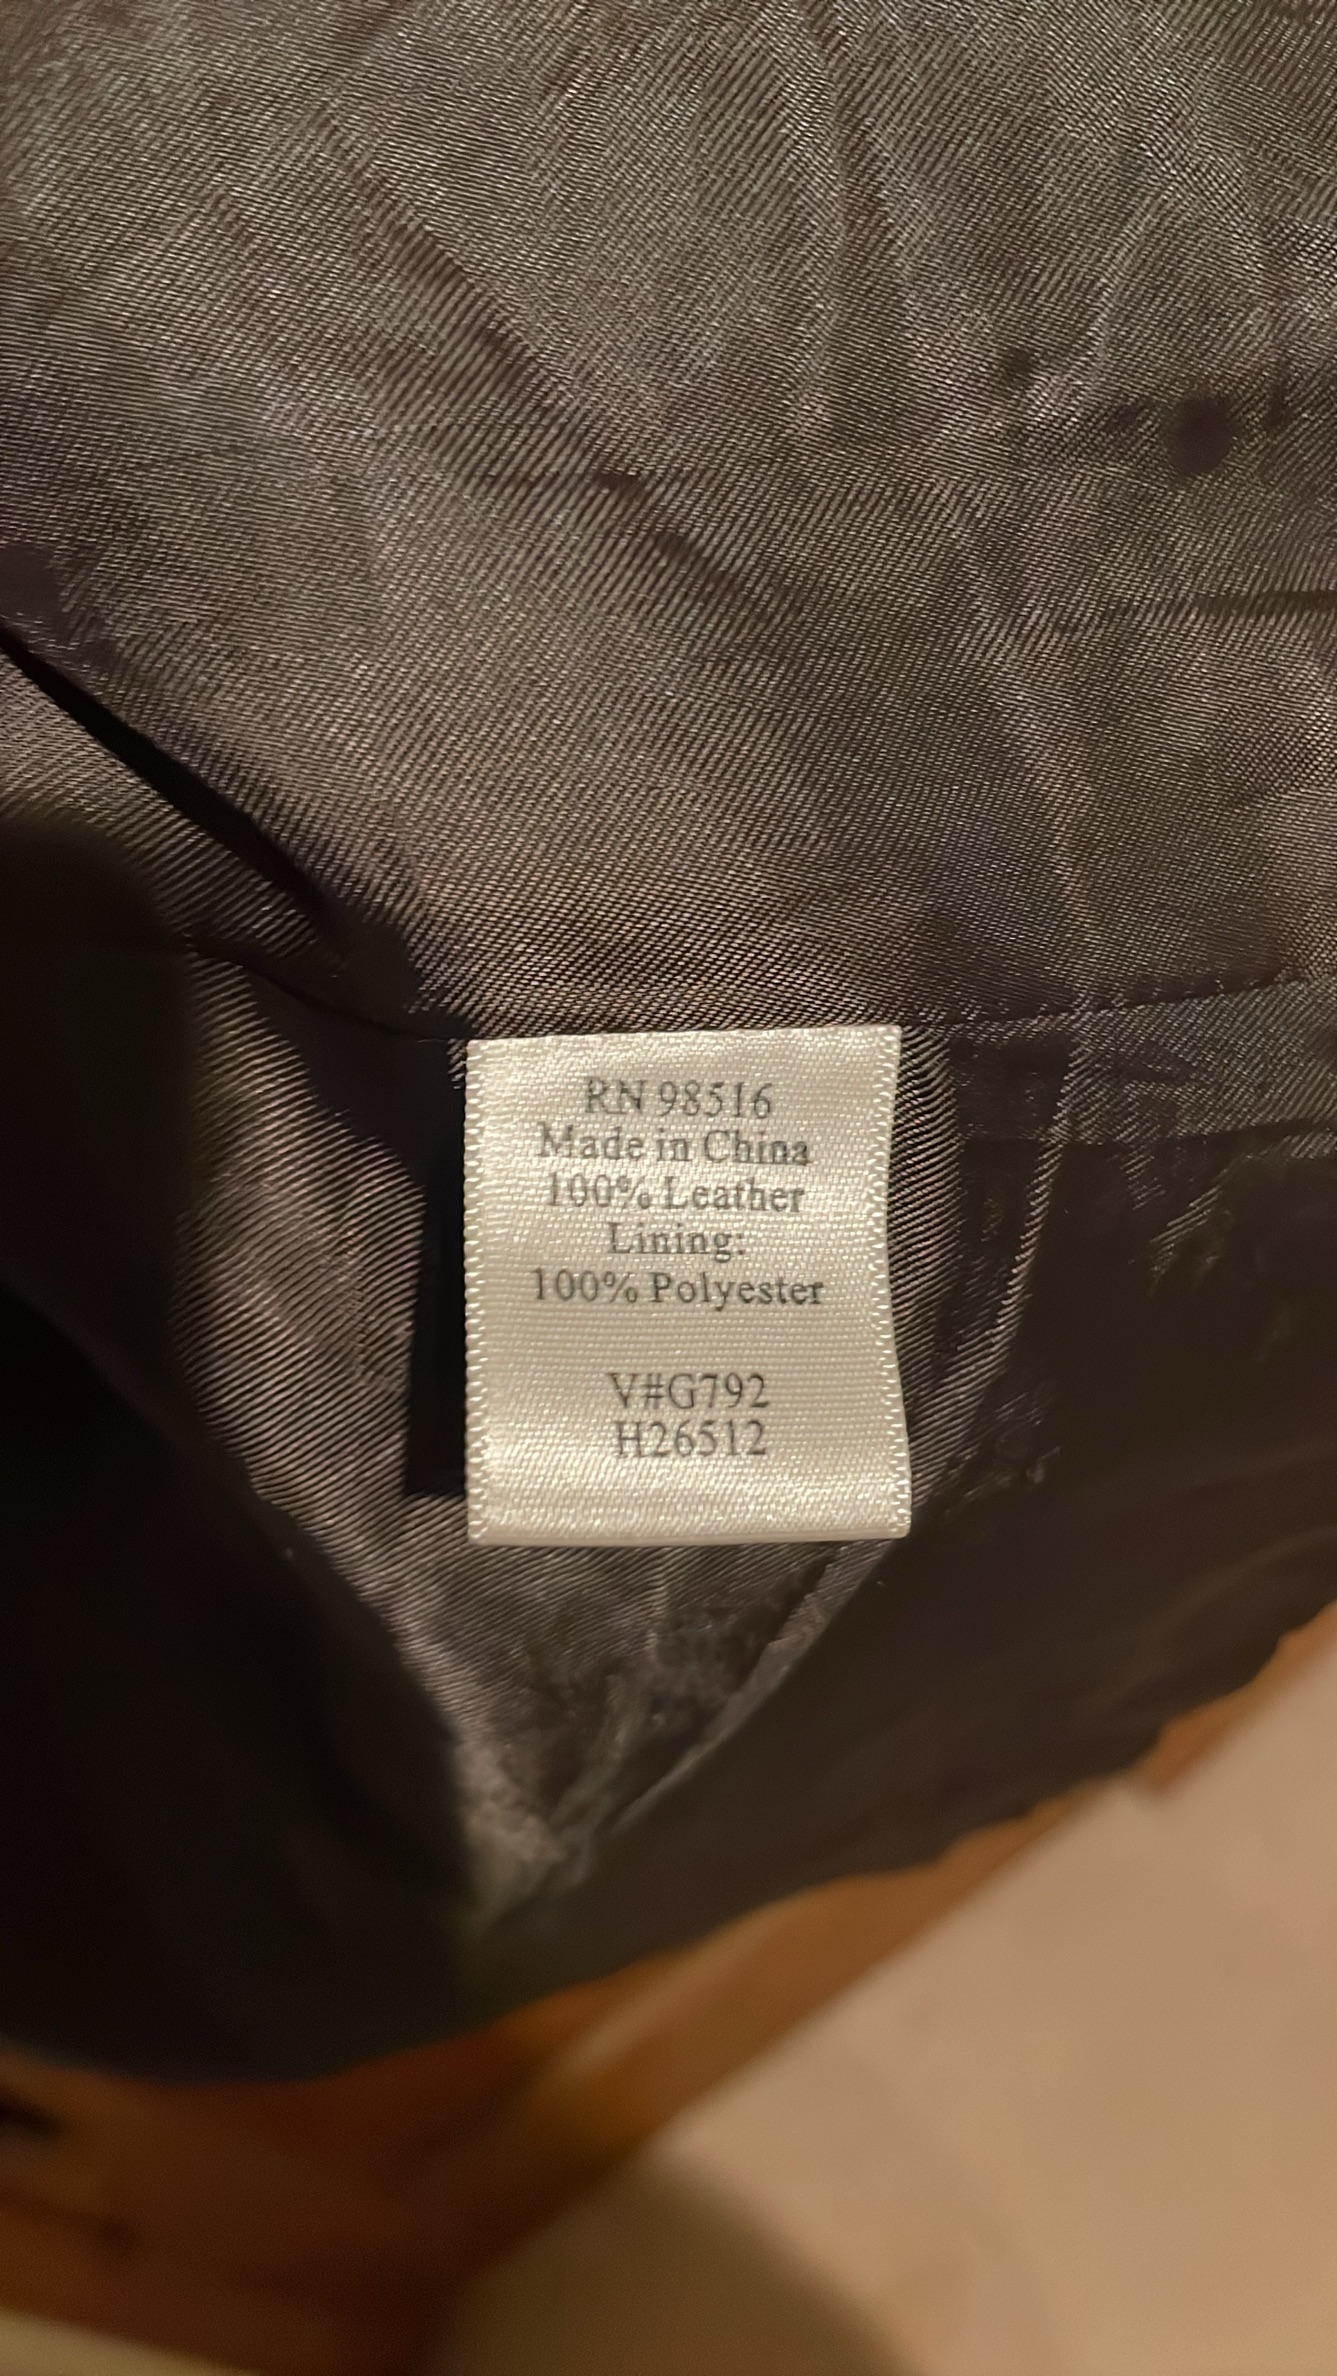 RN 98516
Made in China
100% Leather
Lining:
100% Polyester
V#G792
H26512